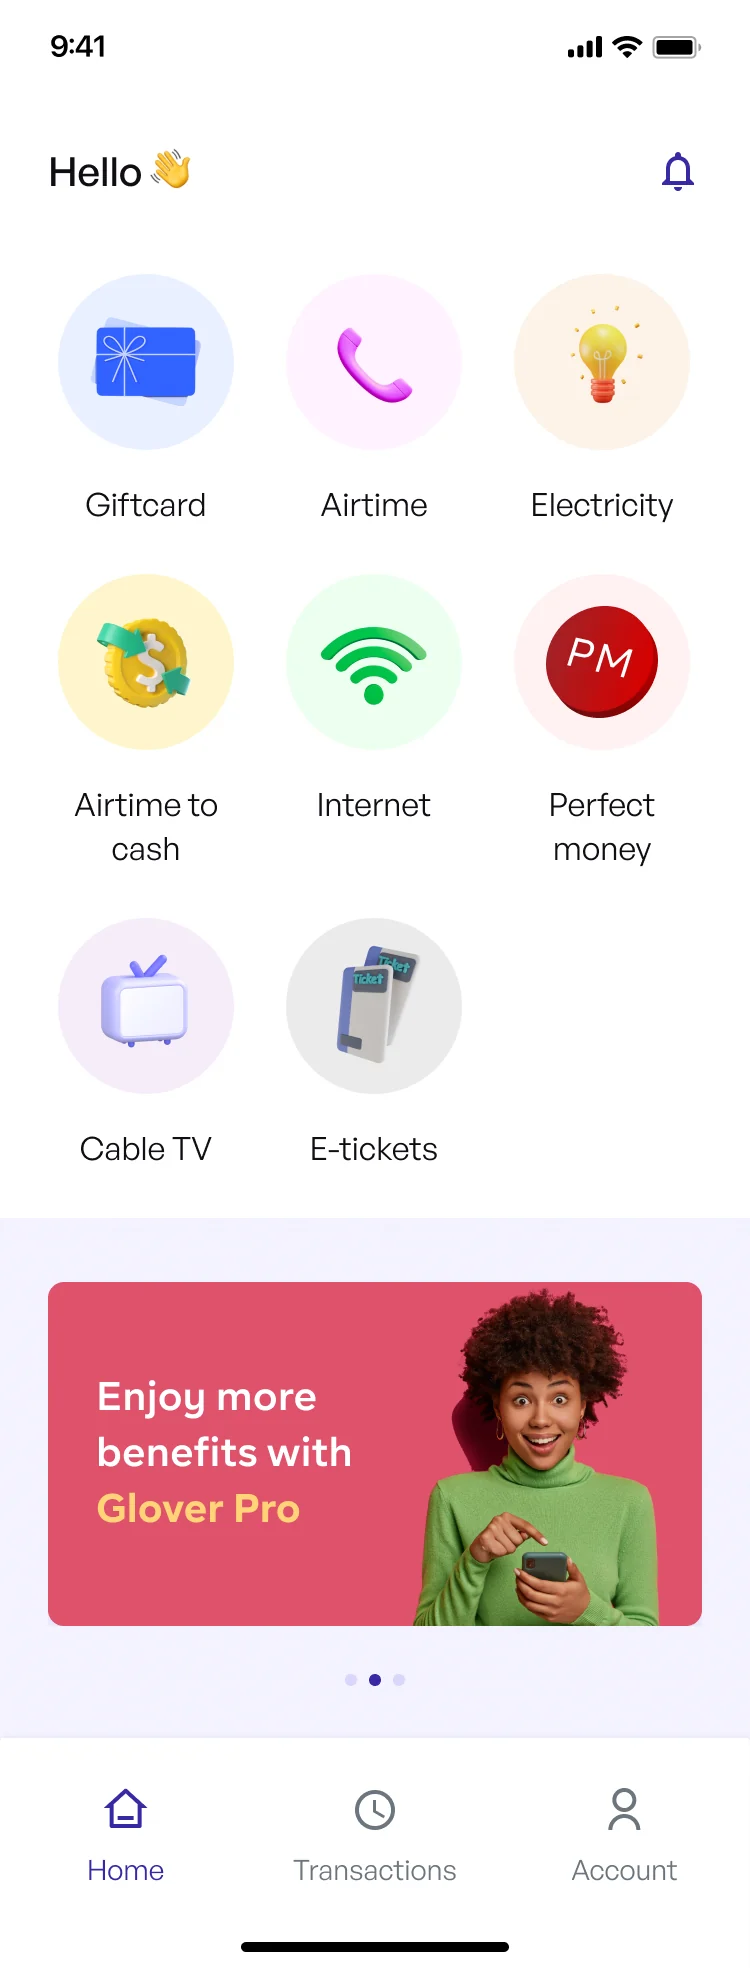 9:41
Hello
Giftcard
Airtime
Electricity
PM
Airtime to
cash
Internet
Perfect
money
Ticket
Ticket
Cable TV
E-tickets
Enjoy more
benefits with
Glover Pro
Home
Transactions
Account